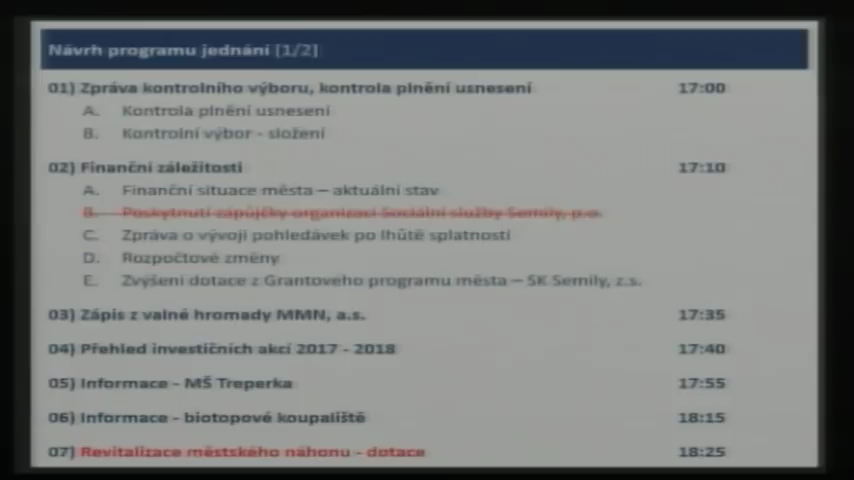 Návrh programu jednání [1/2]
01) Zpráva kontrolního výboru, kontrola plnění usnesení 17:00
A. Kontrola plnění usnesení
B. Kontrolní výbor - složení
02) Finanční záležitosti 17:10
A. Finanční situace města – aktuální stav
B. Poskytnutí zápůjčky organizaci Sociální služby Semily, p.o.
C. Zpráva o vývoji pohledávek po lhůtě splatnosti
D. Rozpočtové změny
E. Zvýšení dotace z Grantového programu města – SK Semily, z.s.
03) Zápis z valné hromady MMN, a.s. 17:35
04) Přehled investičních akcí 2017 - 2018 17:40
05) Informace - MŠ Treperka 17:55
06) Informace - biotopové koupaliště 18:15
07) Revitalizace městského náhonu - dotace 18:25